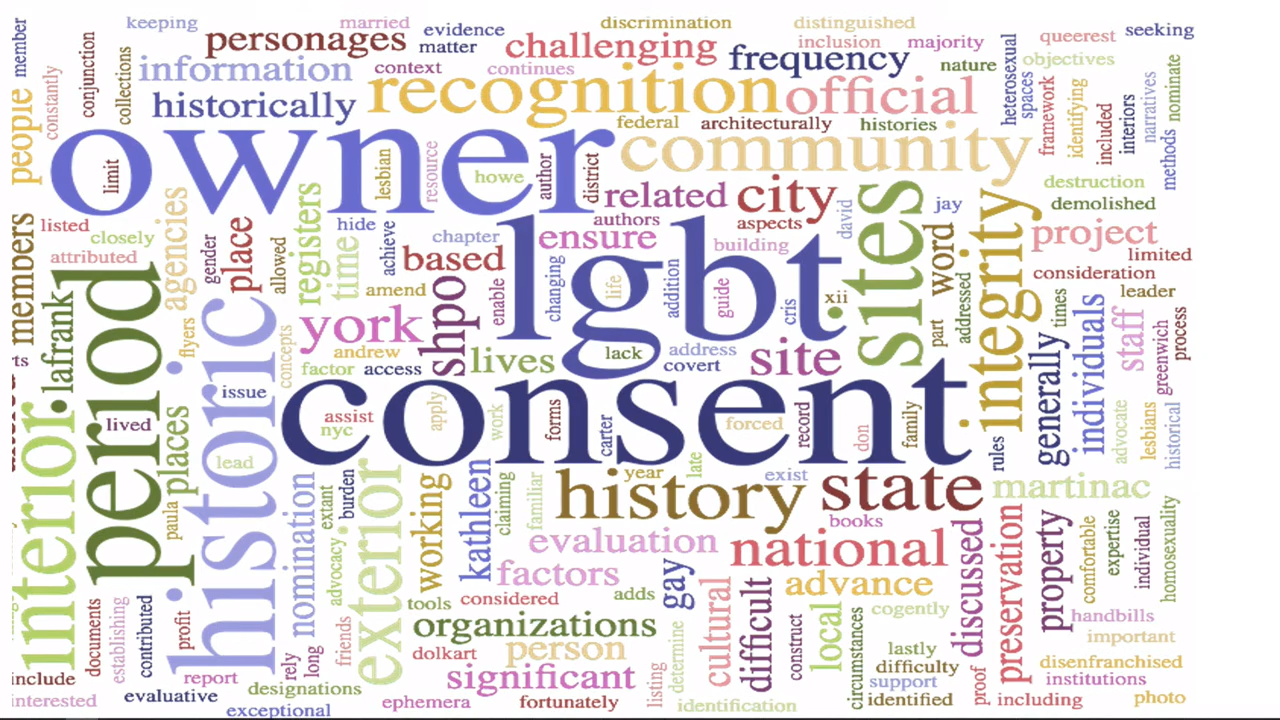 keeping
married
evidence
discrimination
distinguished
member
personages
matter
challenging
inclusion
majority
queerest
seeking
information
context
continues
frequency
nature
objectives
constantly
conjunction
collections
historically
recognition
official
heterosexual
spaces
framework
identifying
included
interiors
narratives
methods
nominate
people
federal
architecturally
histories
owner
community
limit
lesbian
resource
howe
author
district
related
city
destruction
demolished
listed
closely
attributed
agencies
gender
place
allowed
registers
time
hide
achieve
chapter
authors
ensure
aspects
david
jay
sites
word
integrity
project
limited
members
based
lgbt
building
consideration
leader
amend
enable
changing
life
addition
guide
cris
xii
part
addressed
times
lafrank
period
historic
flyers
concepts
york
andrew
factor
access
shpo
lives
lack
address
covert
site
generally
individuals
staff
greenwich
process
ts
issue
consent
lived
places
paula
lead
assist
nyc
apply
work
forms
carter
forced
record
don
family
rules
advocate
lesbians
historical
interior
nomination
extant
burden
advocacy
exterior
working
kathleen
claiming
familiar
history
year
late
exist
state
martinac
books
evaluation
national
discussed
preservation
property
comfortable
expertise
individual
homosexuality
factors
gay
advance
documents
establishing
contributed
profit
tools
considered
adds
cultural
difficult
cogently
handbills
important
rely
long
friends
organizations
construct
local
circumstances
dolkart
person
determine
lastly
difficulty
disenfranchised
include
report
designations
significant
listing
support
proof
institutions
interested
evaluative
exceptional
ephemera
fortunately
identification
identified
including
photo